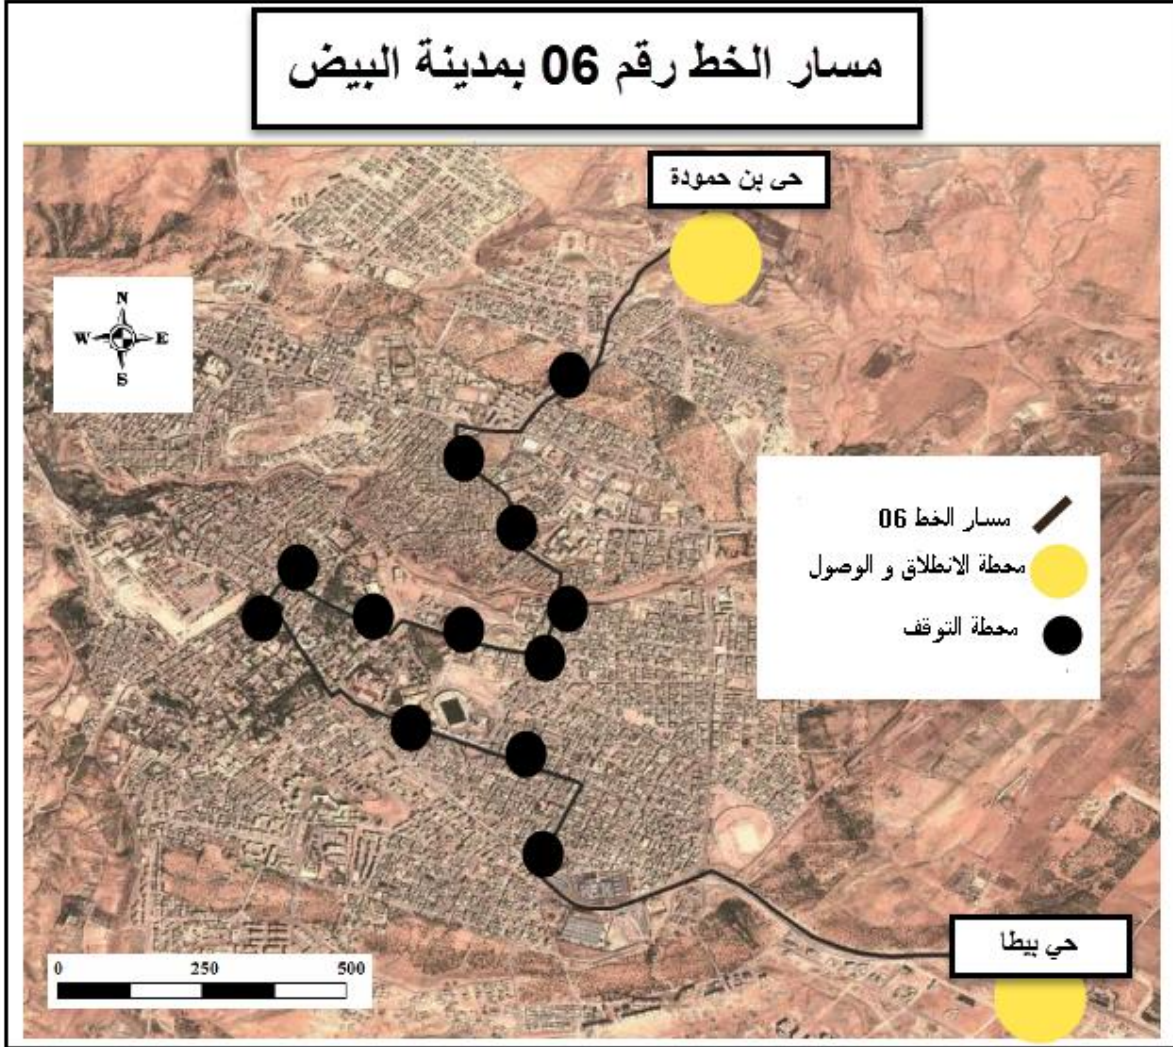 مسار الخط رقم 06 بمدينة البيض
حى بن حمودة
N
W E
S
مسار الخط 06
محطة الانطلاق و الوصول
محطة التوقف
حي بيطا
0 250 500